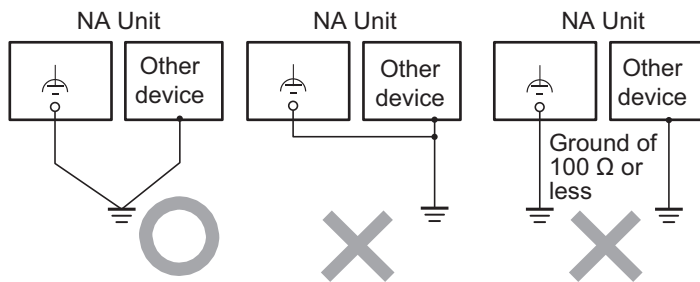 NA Unit
NA Unit
NA Unit
Other
device
Other
device
Other
device
Ground of
100 Ω or
less